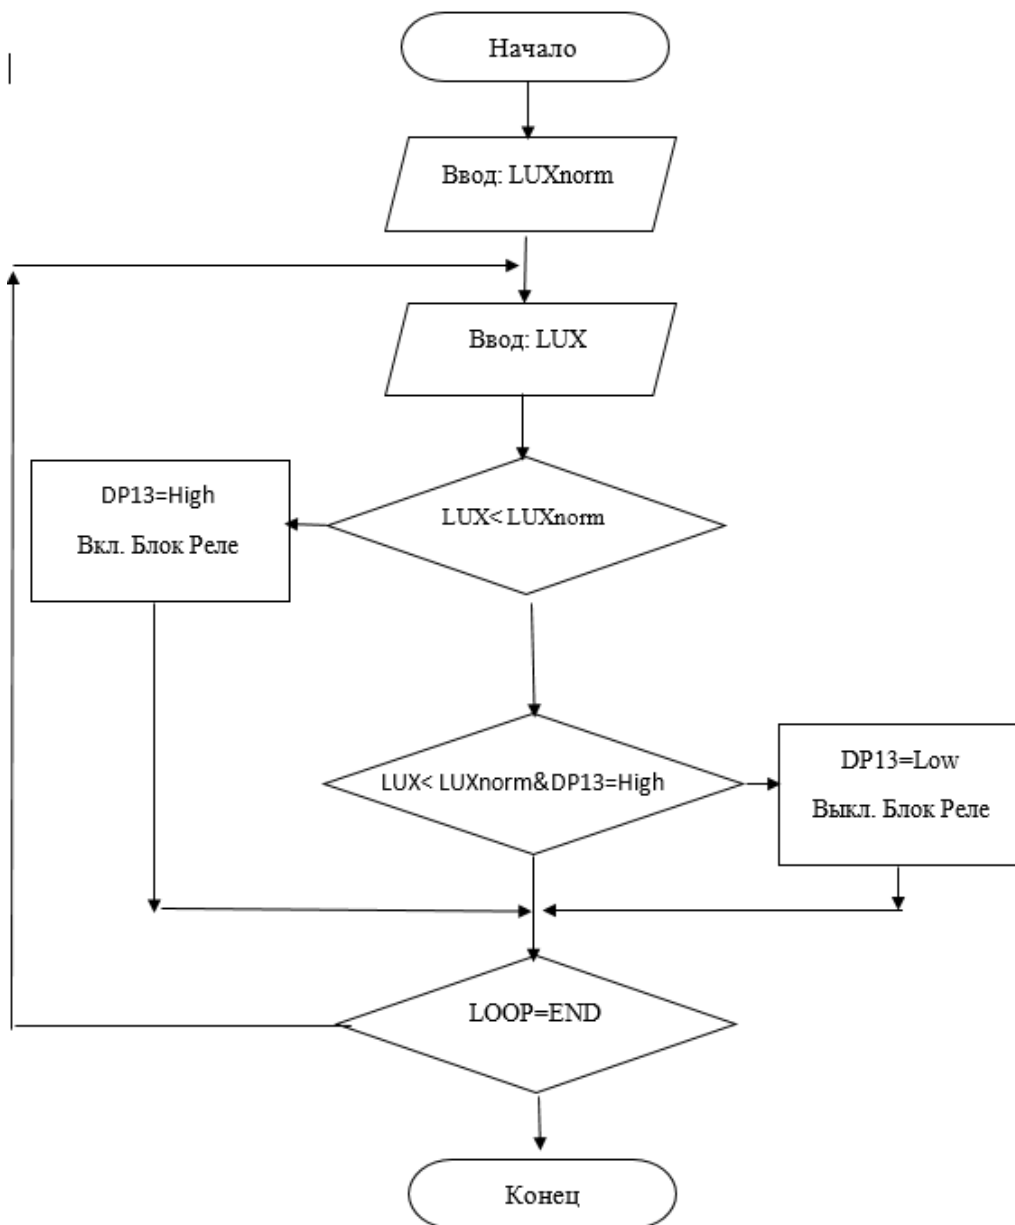 Начало
Ввод: LUXnorm
Ввод: LUX
LUX< LUXnorm
DP13=High
Вкл. Блок Реле
LUX< LUXnorm&DP13=High
DP13=Low
Выкл. Блок Реле
LOOP=END
Конец